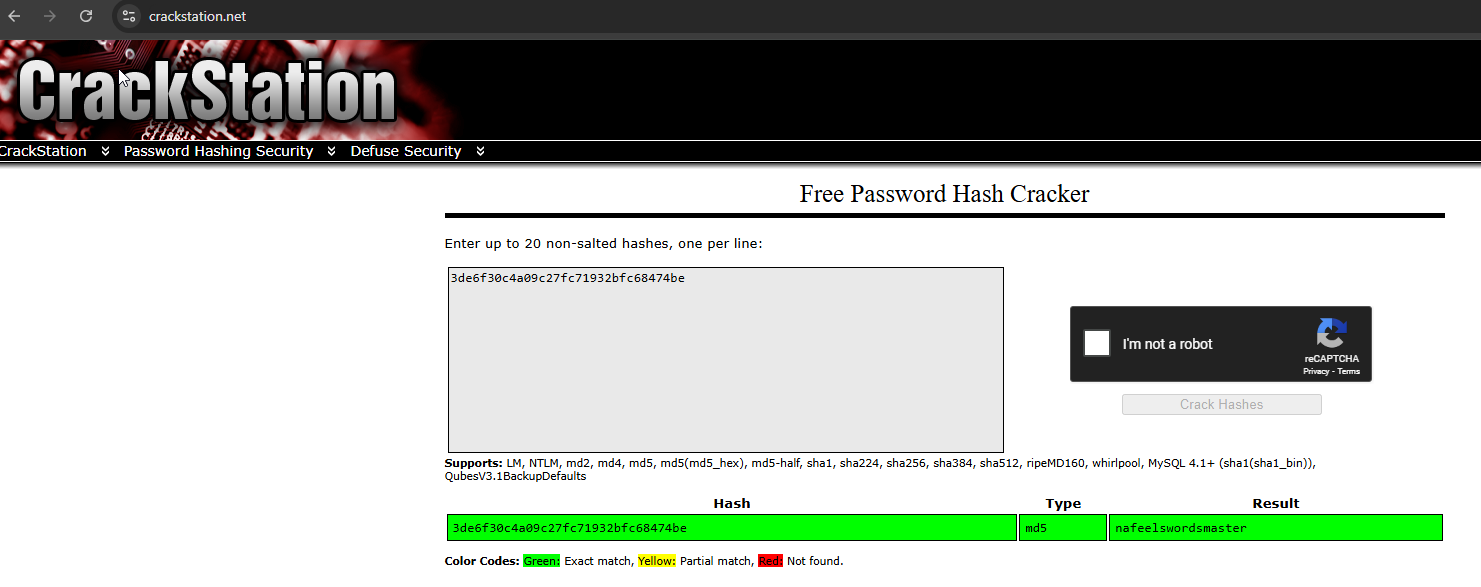 crackstation.net
CrackStation
CrackStation Password Hashing Security Defuse Security
Free Password Hash Cracker
Enter up to 20 non-salted hashes, one per line:
3de6f30c4a09c27fc71932bfc68474be
I'm not a robot
reCAPTCHA
Privacy - Terms
Crack Hashes
Supports: LM, NTLM, md2, md4, md5, md5(md5_hex), md5-half, sha1, sha224, sha256, sha384, sha512, ripeMD160, whirlpool, MySQL 4.1+ (sha1(sha1_bin)),
QubesV3.1BackupDefaults
Hash Type Result
3de6f30c4a09c27fc71932bfc68474be md5 nafeelswordsmaster
Color Codes: Green: Exact match, Yellow: Partial match, Red: Not found.